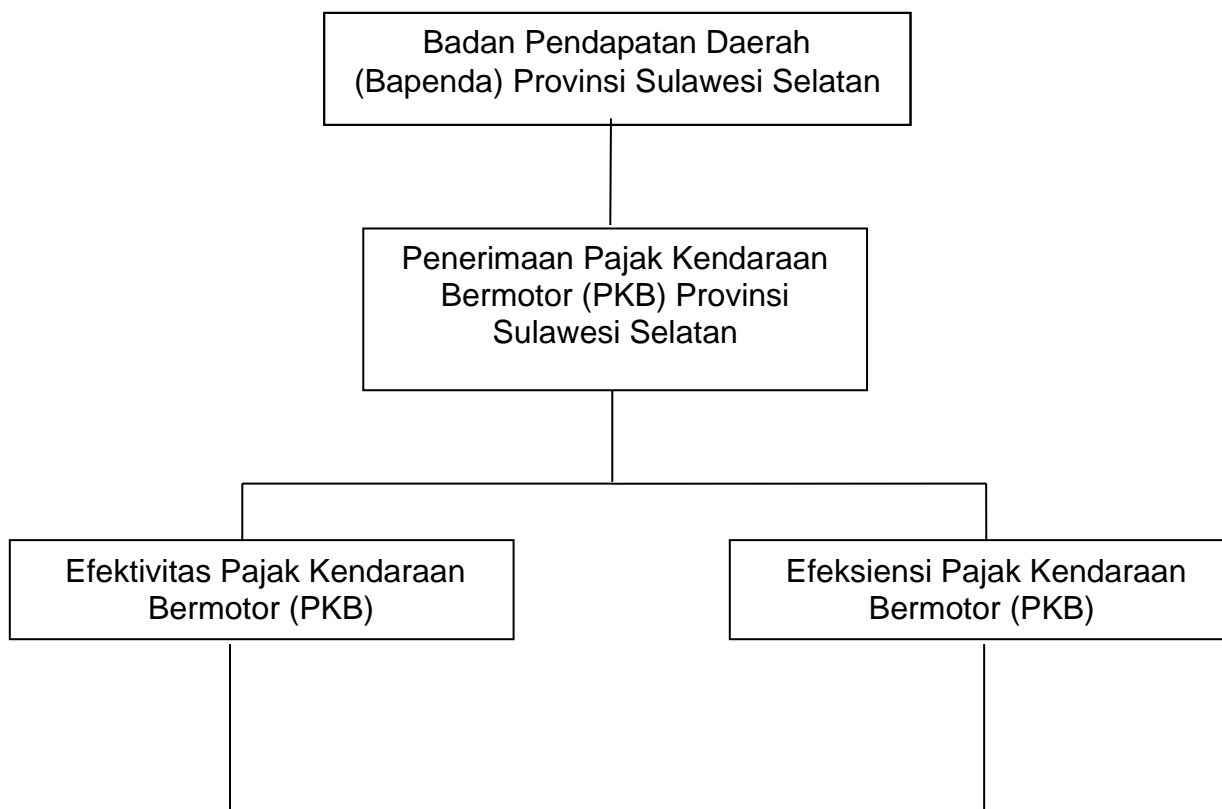 Badan Pendapatan Daerah
(Bapenda) Provinsi Sulawesi Selatan
Penerimaan Pajak Kendaraan
Bermotor (PKB) Provinsi
Sulawesi Selatan
Efektivitas Pajak Kendaraan
Bermotor (PKB)
Efeksiensi Pajak Kendaraan
Bermotor (PKB)